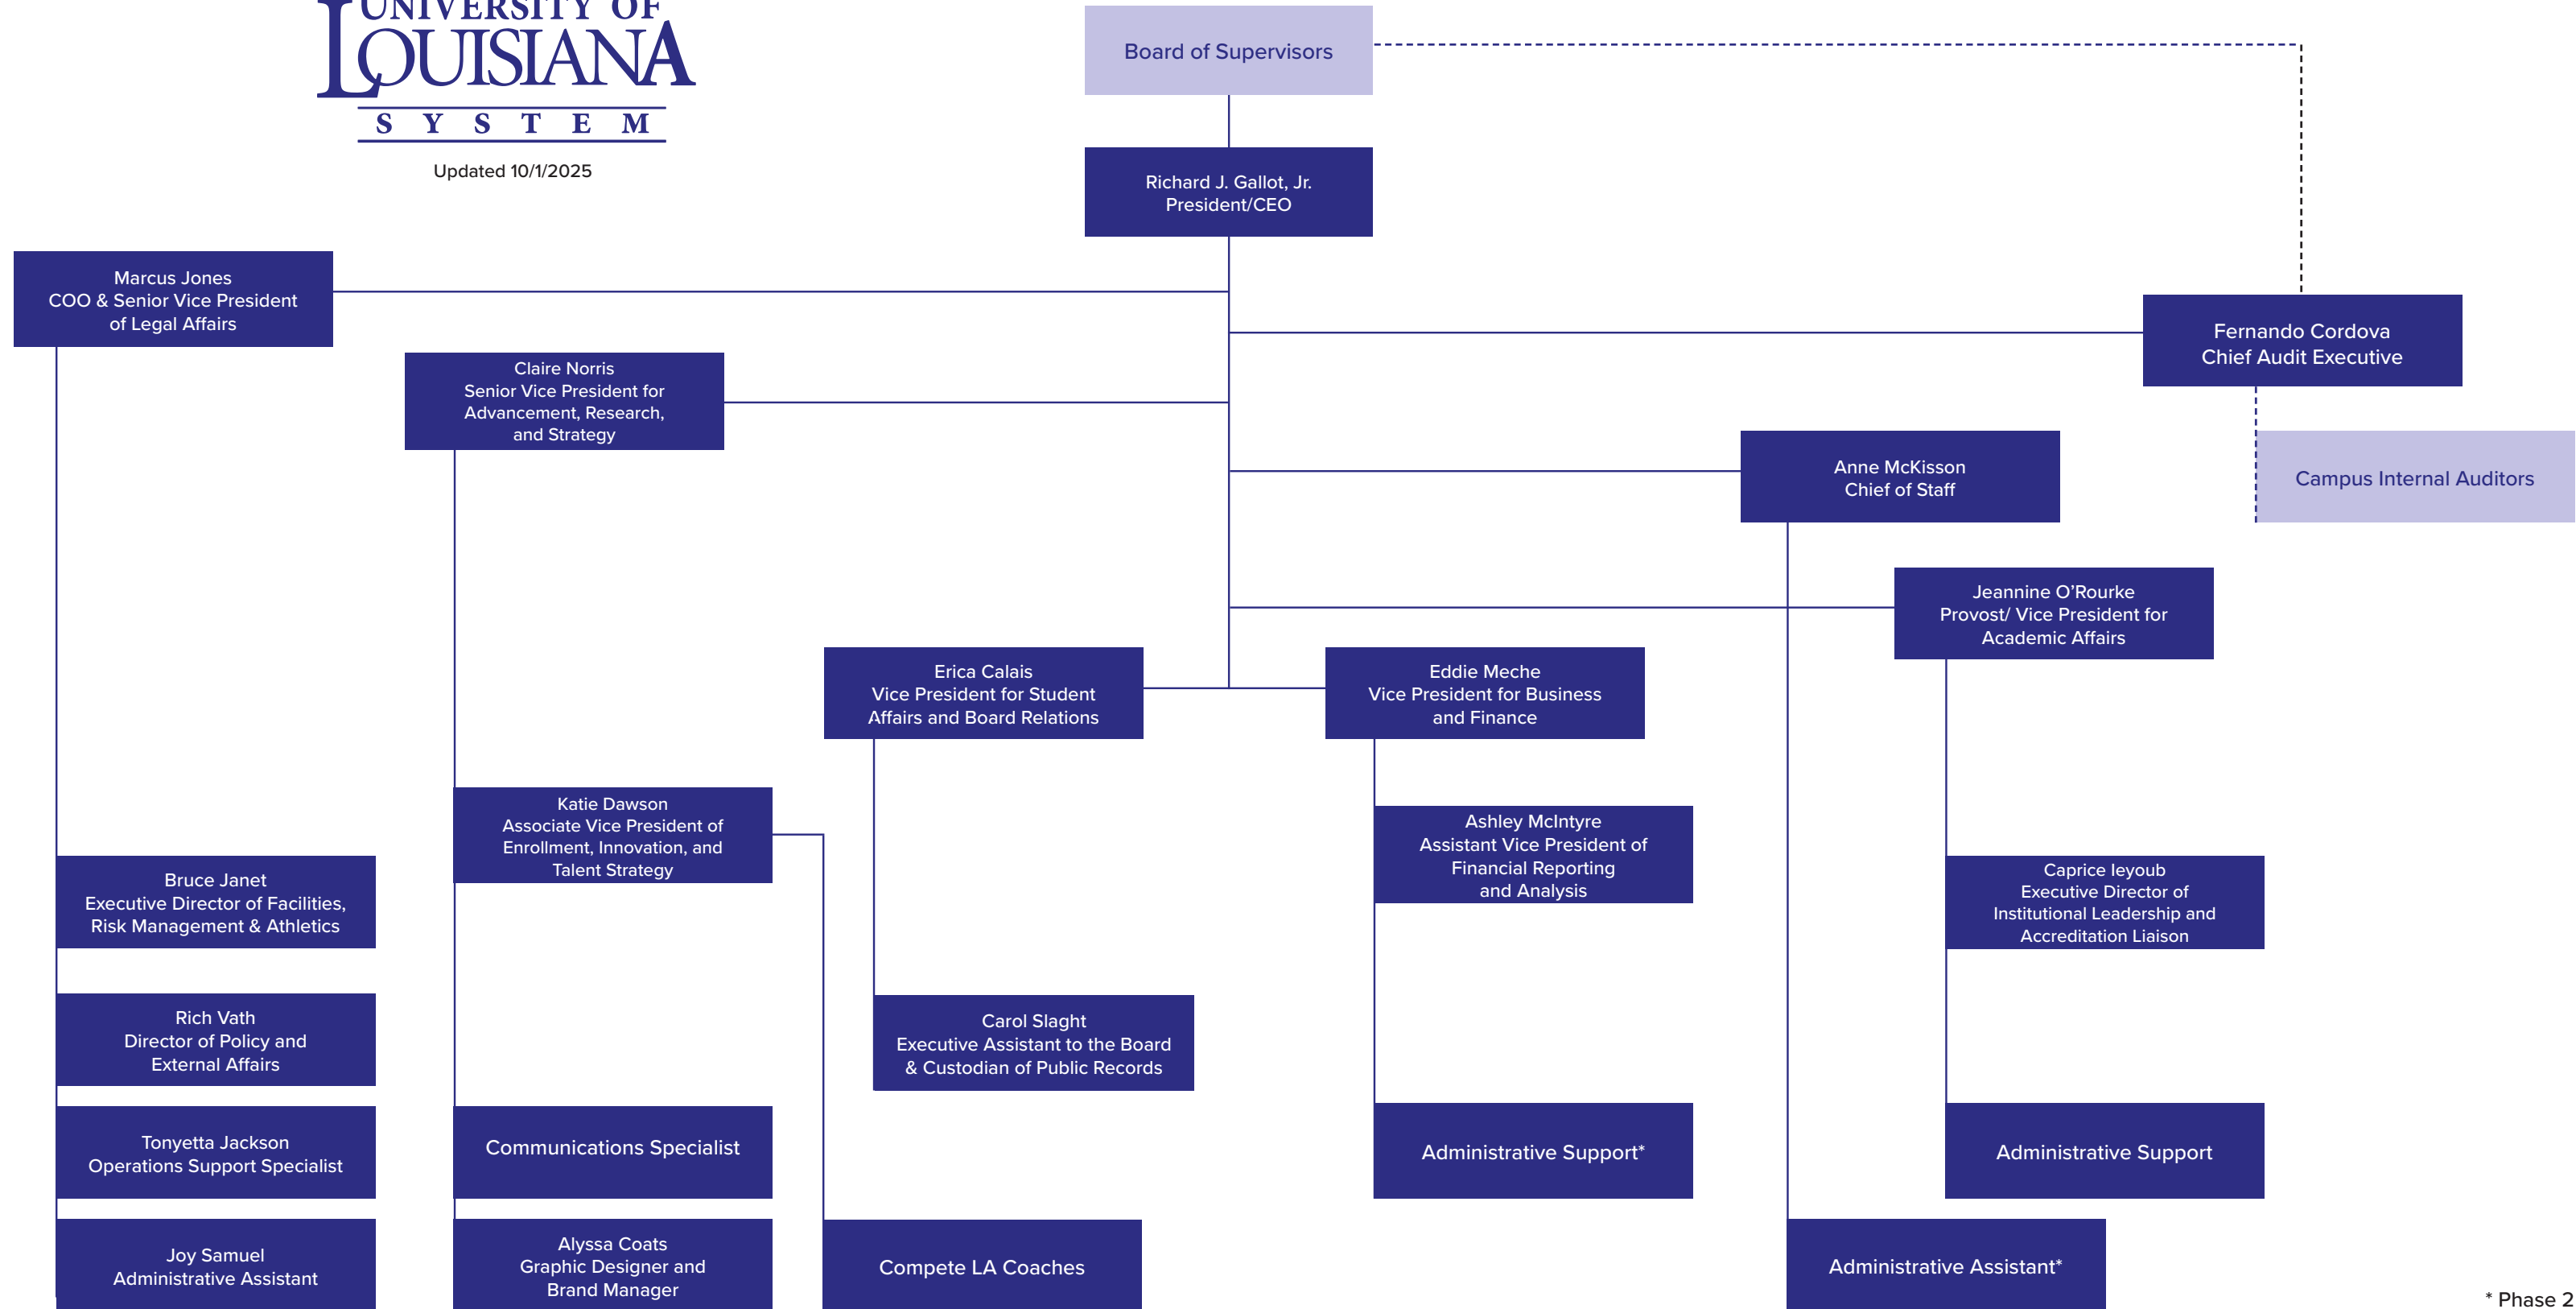 UNIVERSITY OF
LOUISIANA
SYSTEM
Updated 10/1/2025
Board of Supervisors
Richard J. Gallot, Jr.
President/CEO
Marcus Jones
COO & Senior Vice President
of Legal Affairs
Fernando Cordova
Chief Audit Executive
Claire Norris
Senior Vice President for
Advancement, Research,
and Strategy
Anne McKisson
Chief of Staff
Campus Internal Auditors
Jeannine O’Rourke
Provost/ Vice President for
Academic Affairs
Erica Calais
Vice President for Student
Affairs and Board Relations
Eddie Meche
Vice President for Business
and Finance
Katie Dawson
Associate Vice President of
Enrollment, Innovation, and
Talent Strategy
Ashley McIntyre
Assistant Vice President of
Financial Reporting
and Analysis
Bruce Janet
Executive Director of Facilities,
Risk Management & Athletics
Caprice Ieyoub
Executive Director of
Institutional Leadership and
Accreditation Liaison
Rich Vath
Director of Policy and
External Affairs
Carol Slaght
Executive Assistant to the Board
& Custodian of Public Records
Tonyetta Jackson
Operations Support Specialist
Communications Specialist
Administrative Support*
Administrative Support
Joy Samuel
Administrative Assistant
Alyssa Coats
Graphic Designer and
Brand Manager
Compete LA Coaches
Administrative Assistant*
* Phase 2